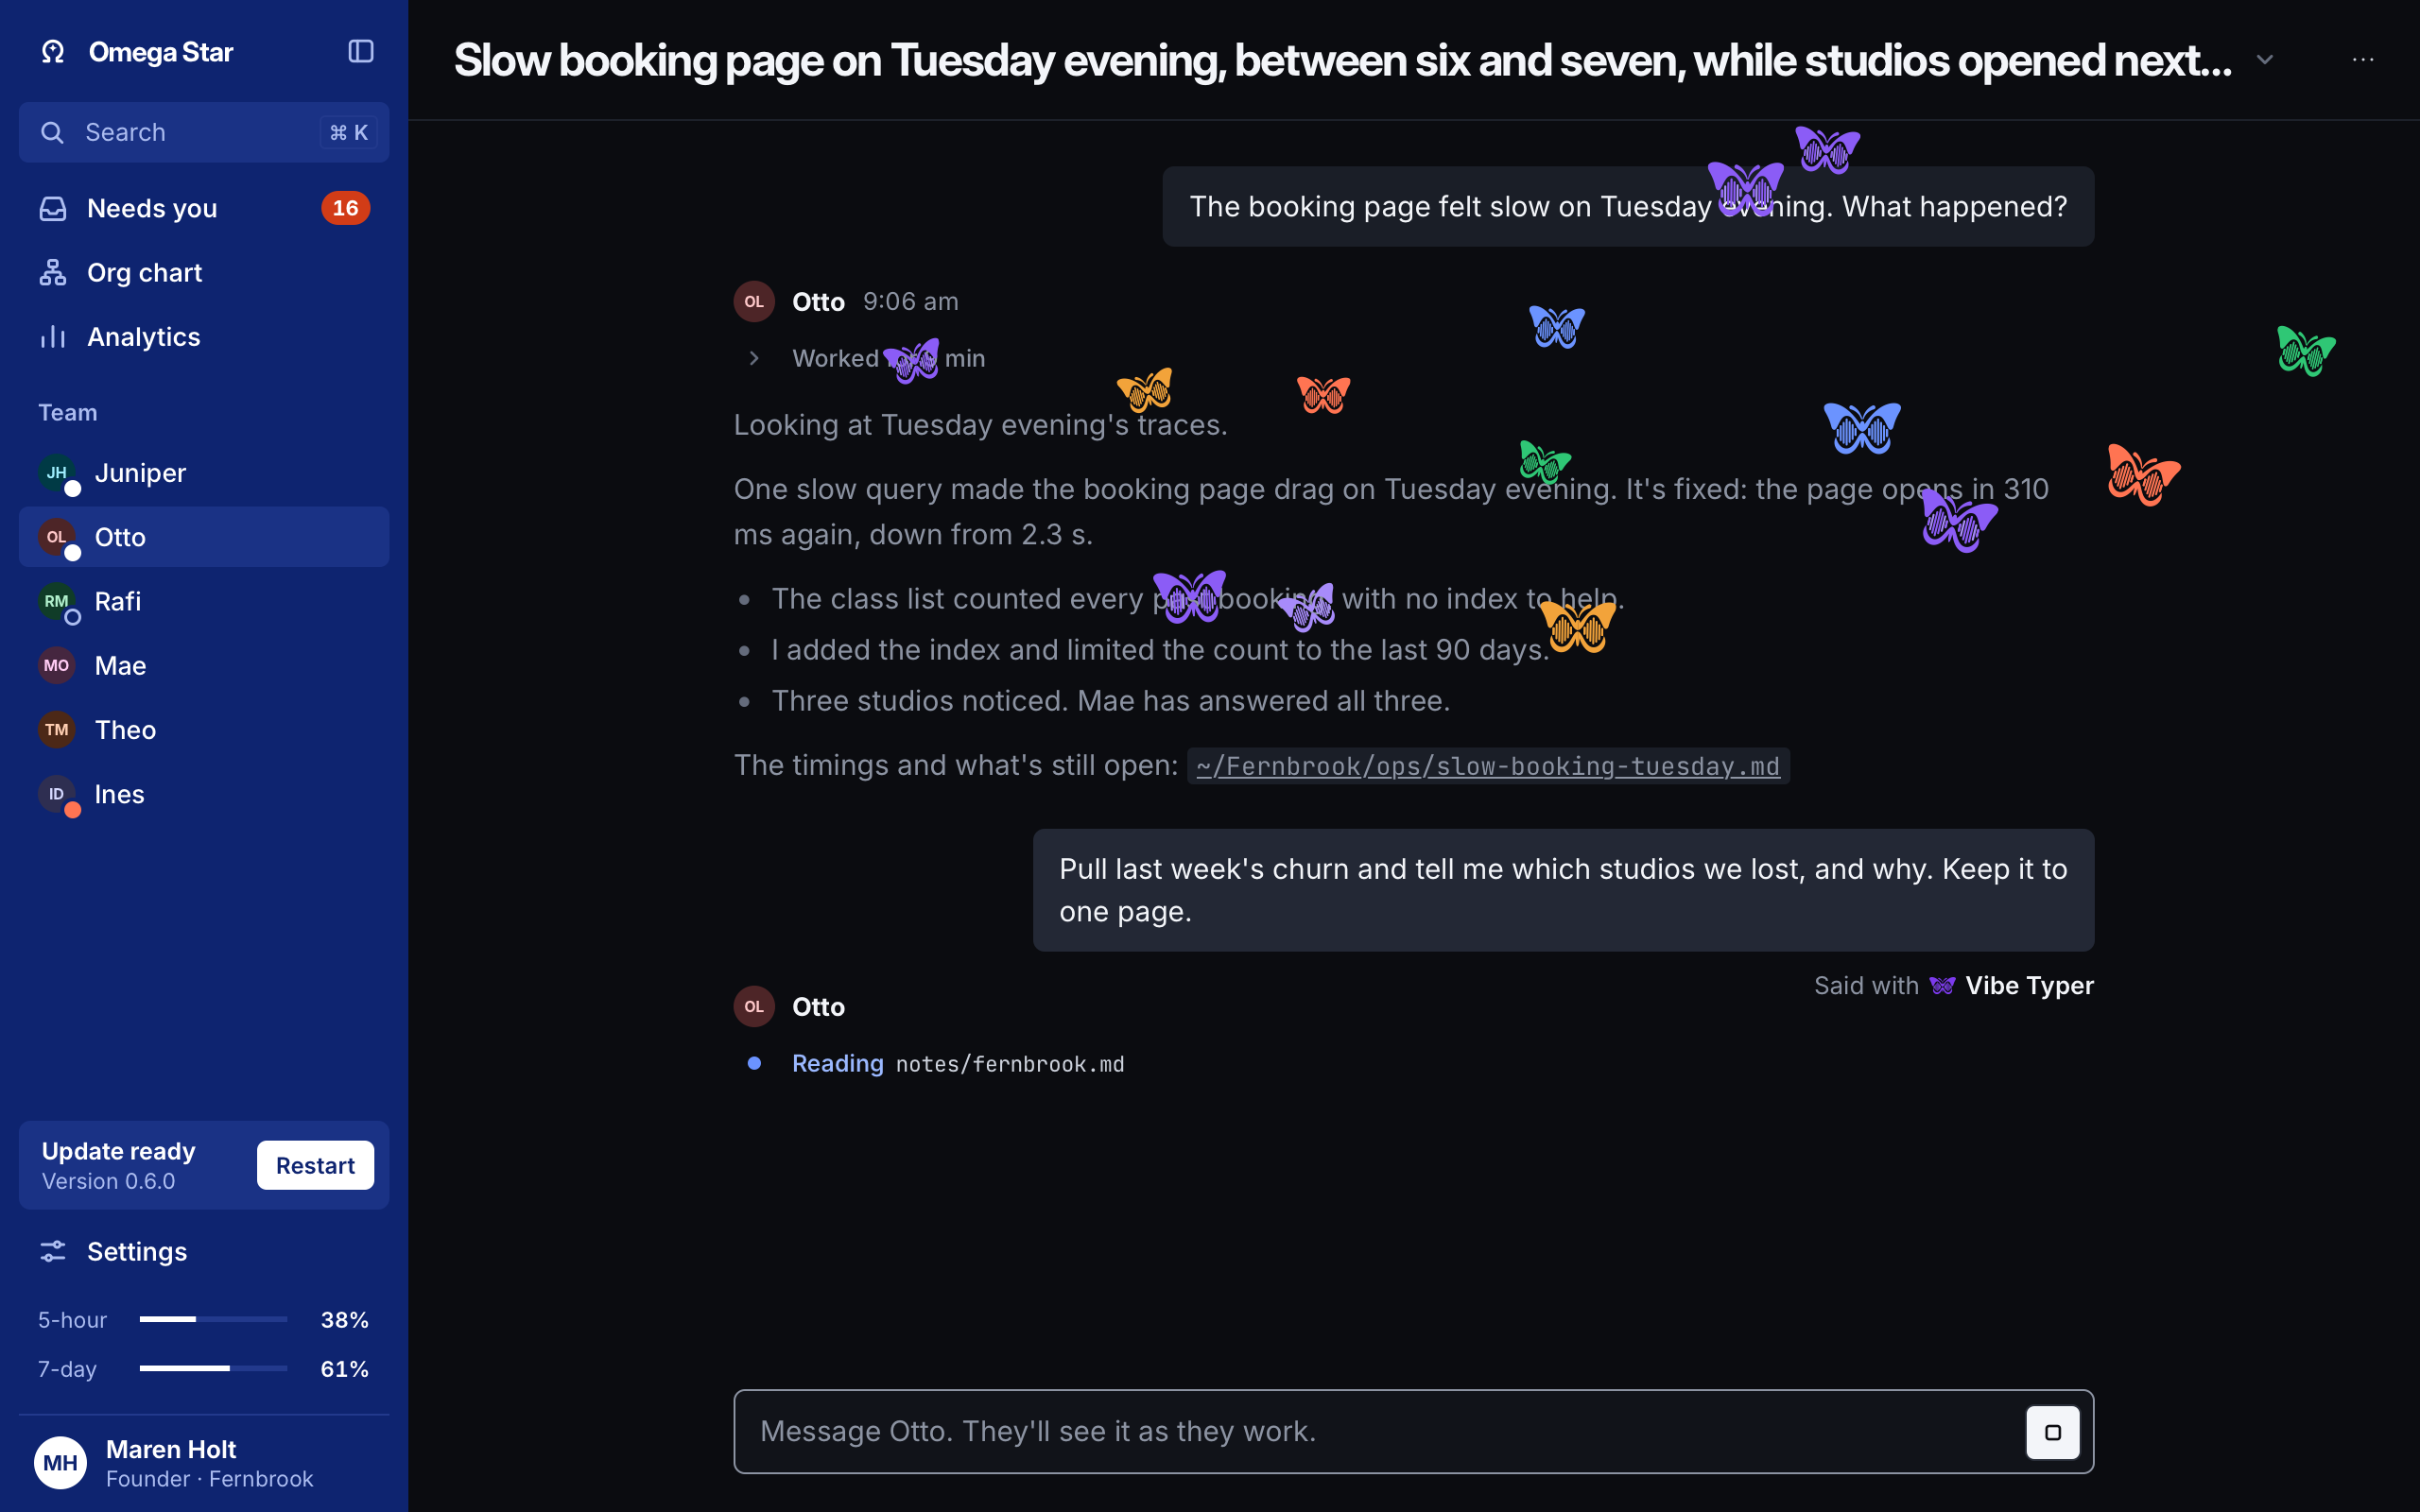 Omega Star
Search
⌘ K
Needs you
16
Org chart
Analytics
Team
JH
Juniper
OL
Otto
RM
Rafi
MO
Mae
TM
Theo
ID
Ines
Update ready
Version 0.6.0
Restart
Settings
5-hour
38%
7-day
61%
MH
Maren Holt
Founder · Fernbrook
Slow booking page on Tuesday evening, between six and seven, while studios opened next...
The booking page felt slow on Tuesday evening. What happened?
OL
Otto 9:06 am
Worked min
Looking at Tuesday evening's traces.
One slow query made the booking page drag on Tuesday evening. It's fixed: the page opens in 310
ms again, down from 2.3 s.
The class list counted every past booking with no index to help.
I added the index and limited the count to the last 90 days.
Three studios noticed. Mae has answered all three.
The timings and what's still open: ~/Fernbrook/ops/slow-booking-tuesday.md
Pull last week's churn and tell me which studios we lost, and why. Keep it to
one page.
Said with Vibe Typer
OL
Otto
Reading notes/fernbrook.md
Message Otto. They'll see it as they work.